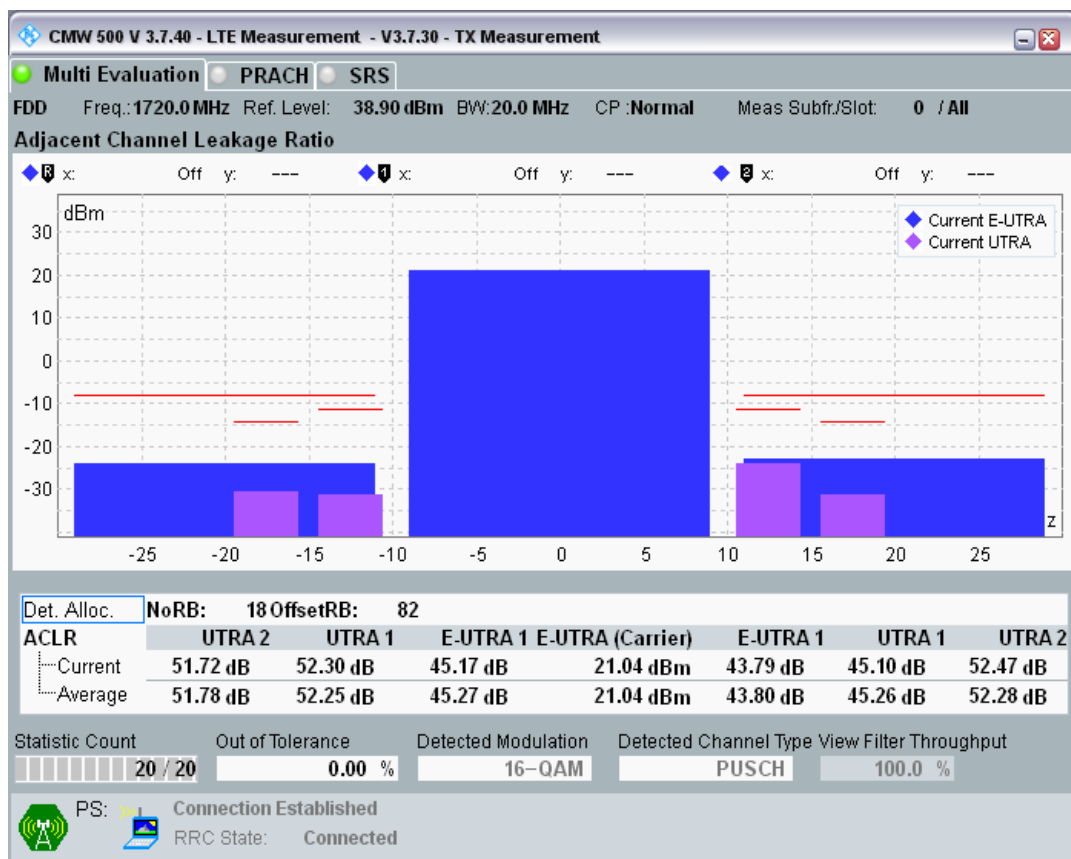 CMW 500 V 3.7.40 - LTE Measurement - V3.7.30 - TX Measurement
Multi Evaluation PRACH SRS
FDD Freq.: 1720.0 MHz Ref. Level: 38.90 dBm BW: 20.0 MHz CP : Normal Meas Subfr./Slot: 0 / All
Adjacent Channel Leakage Ratio
R x: Off y: --- 1 x: Off y: --- 2 x: Off y: ---
dBm
Current E-UTRA
Current UTRA
30
20
10
0
-10
-20
-30
z
-25 -20 -15 -10 -5 0 5 10 15 20 25
Det. Alloc. NoRB: 18 OffsetRB: 82
ACLR UTRA 2 UTRA 1 E-UTRA 1 E-UTRA (Carrier) E-UTRA 1 UTRA 1 UTRA 2
Current 51.72 dB 52.30 dB 45.17 dB 21.04 dBm 43.79 dB 45.10 dB 52.47 dB
Average 51.78 dB 52.25 dB 45.27 dB 21.04 dBm 43.80 dB 45.26 dB 52.28 dB
Statistic Count Out of Tolerance Detected Modulation Detected Channel Type View Filter Throughput
20 / 20 0.00 % 16-QAM PUSCH 100.0 %
PS: Connection Established
RRC State: Connected